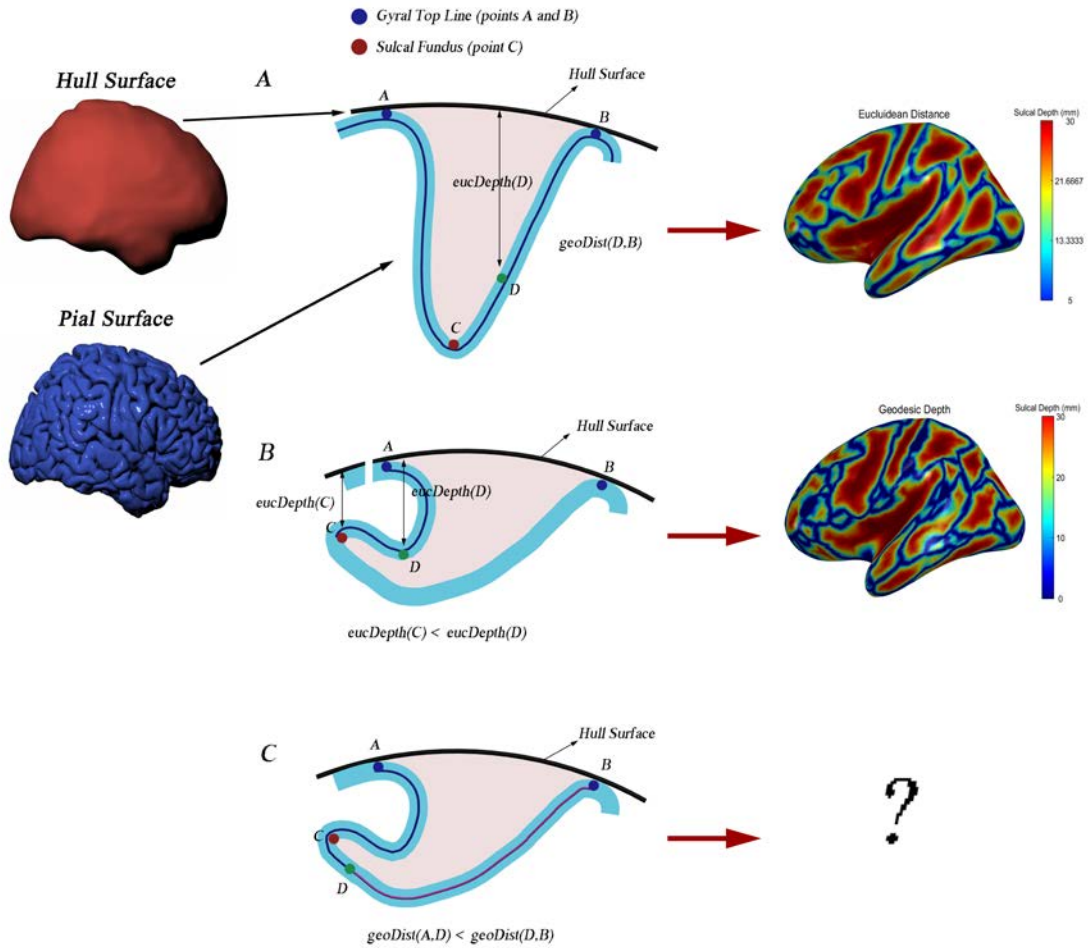 Gyral Top Line (points A and B)
Sulcal Fundus (point C)
Hull Surface
A
Hull Surface
A
B
eucDepth(D)
geoDist(D,B)
D
C
Pial Surface
Eucluidean Distance
Sulcal Depth (mm)
30
21.6667
13.3333
5
B
Hull Surface
A
B
eucDepth(C)
eucDepth(D)
C
D
eucDepth(C) < eucDepth(D)
Geodesic Depth
Sulcal Depth (mm)
30
20
10
0
C
Hull Surface
A
B
C
D
geoDist(A,D) < geoDist(D,B)
?